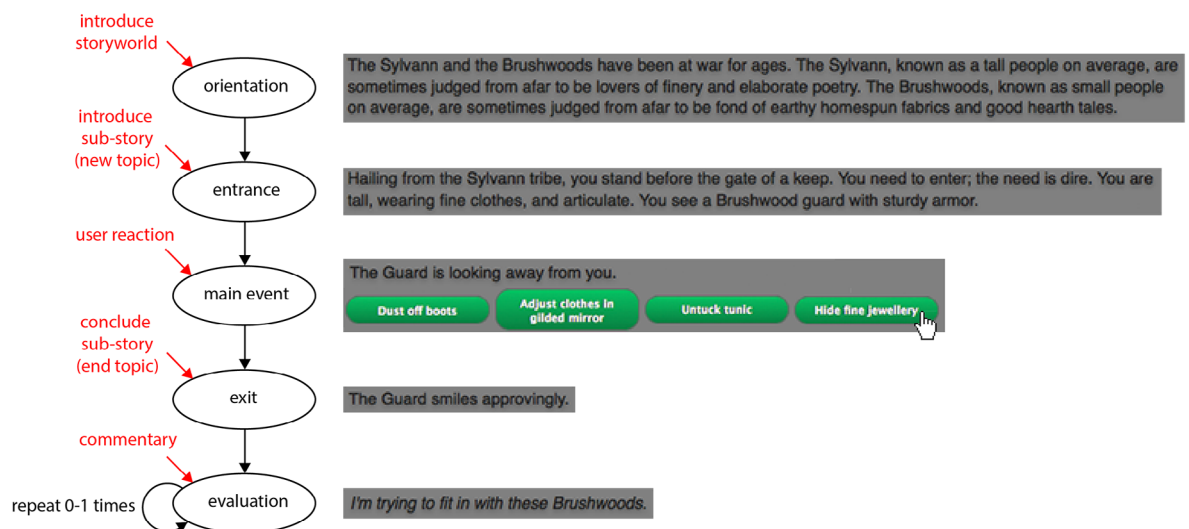 introduce
storyworld
orientation
The Sylvann and the Brushwoods have been at war for ages. The Sylvann, known as a tall people on average, are
sometimes judged from afar to be lovers of finery and elaborate poetry. The Brushwoods, known as small people
on average, are sometimes judged from afar to be fond of earthy homespun fabrics and good hearth tales.
introduce
sub-story
(new topic)
entrance
Hailing from the Sylvann tribe, you stand before the gate of a keep. You need to enter; the need is dire. You are
tall, wearing fine clothes, and articulate. You see a Brushwood guard with sturdy armor.
user reaction
main event
The Guard is looking away from you.
Dust off boots
Adjust clothes in
gilded mirror
Untuck tunic
Hide fine jewellery
conclude
sub-story
(end topic)
exit
The Guard smiles approvingly.
commentary
evaluation
repeat 0-1 times
I'm trying to fit in with these Brushwoods.